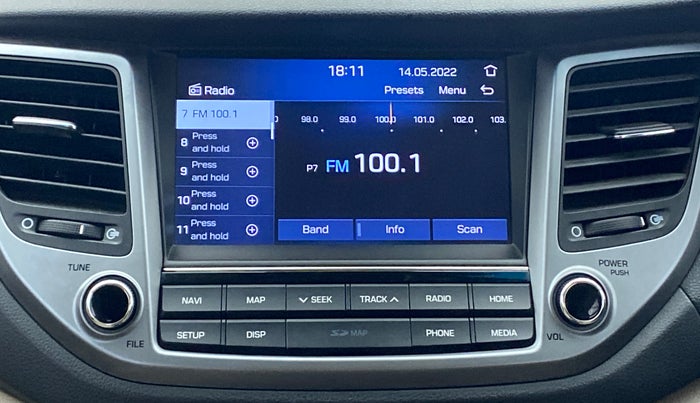 18:11 14.05.2022
Radio Presets Menu
7 FM 100.1
98.0 99.0 100.0 101.0 102.0 103.
8 Press and hold
9 Press and hold
10 Press and hold
11 Press and hold
P7 FM 100.1
Band Info Scan
TUNE
FILE
POWER
PUSH
VOL
NAVI MAP SEEK TRACK RADIO HOME
SETUP DISP SD MAP PHONE MEDIA